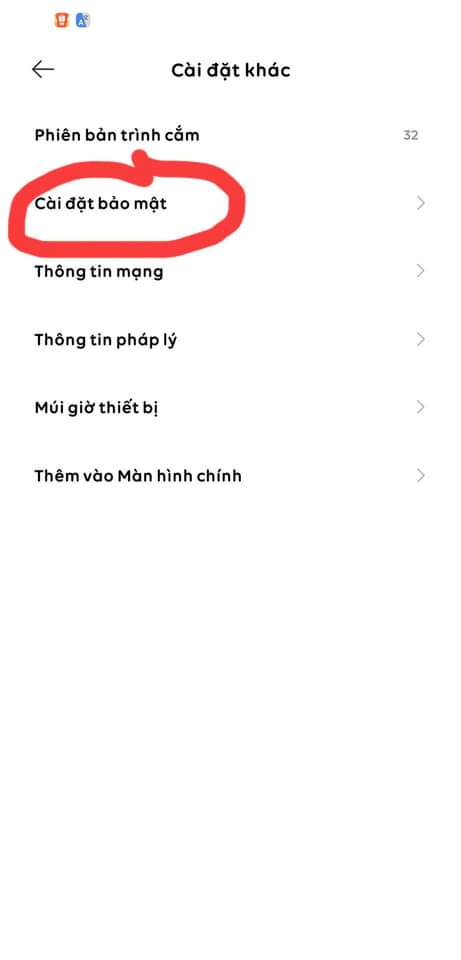 Cài đặt khác
Phiên bản trình cắm 32
Cài đặt bảo mật
Thông tin mạng
Thông tin pháp lý
Múi giờ thiết bị
Thêm vào Màn hình chính